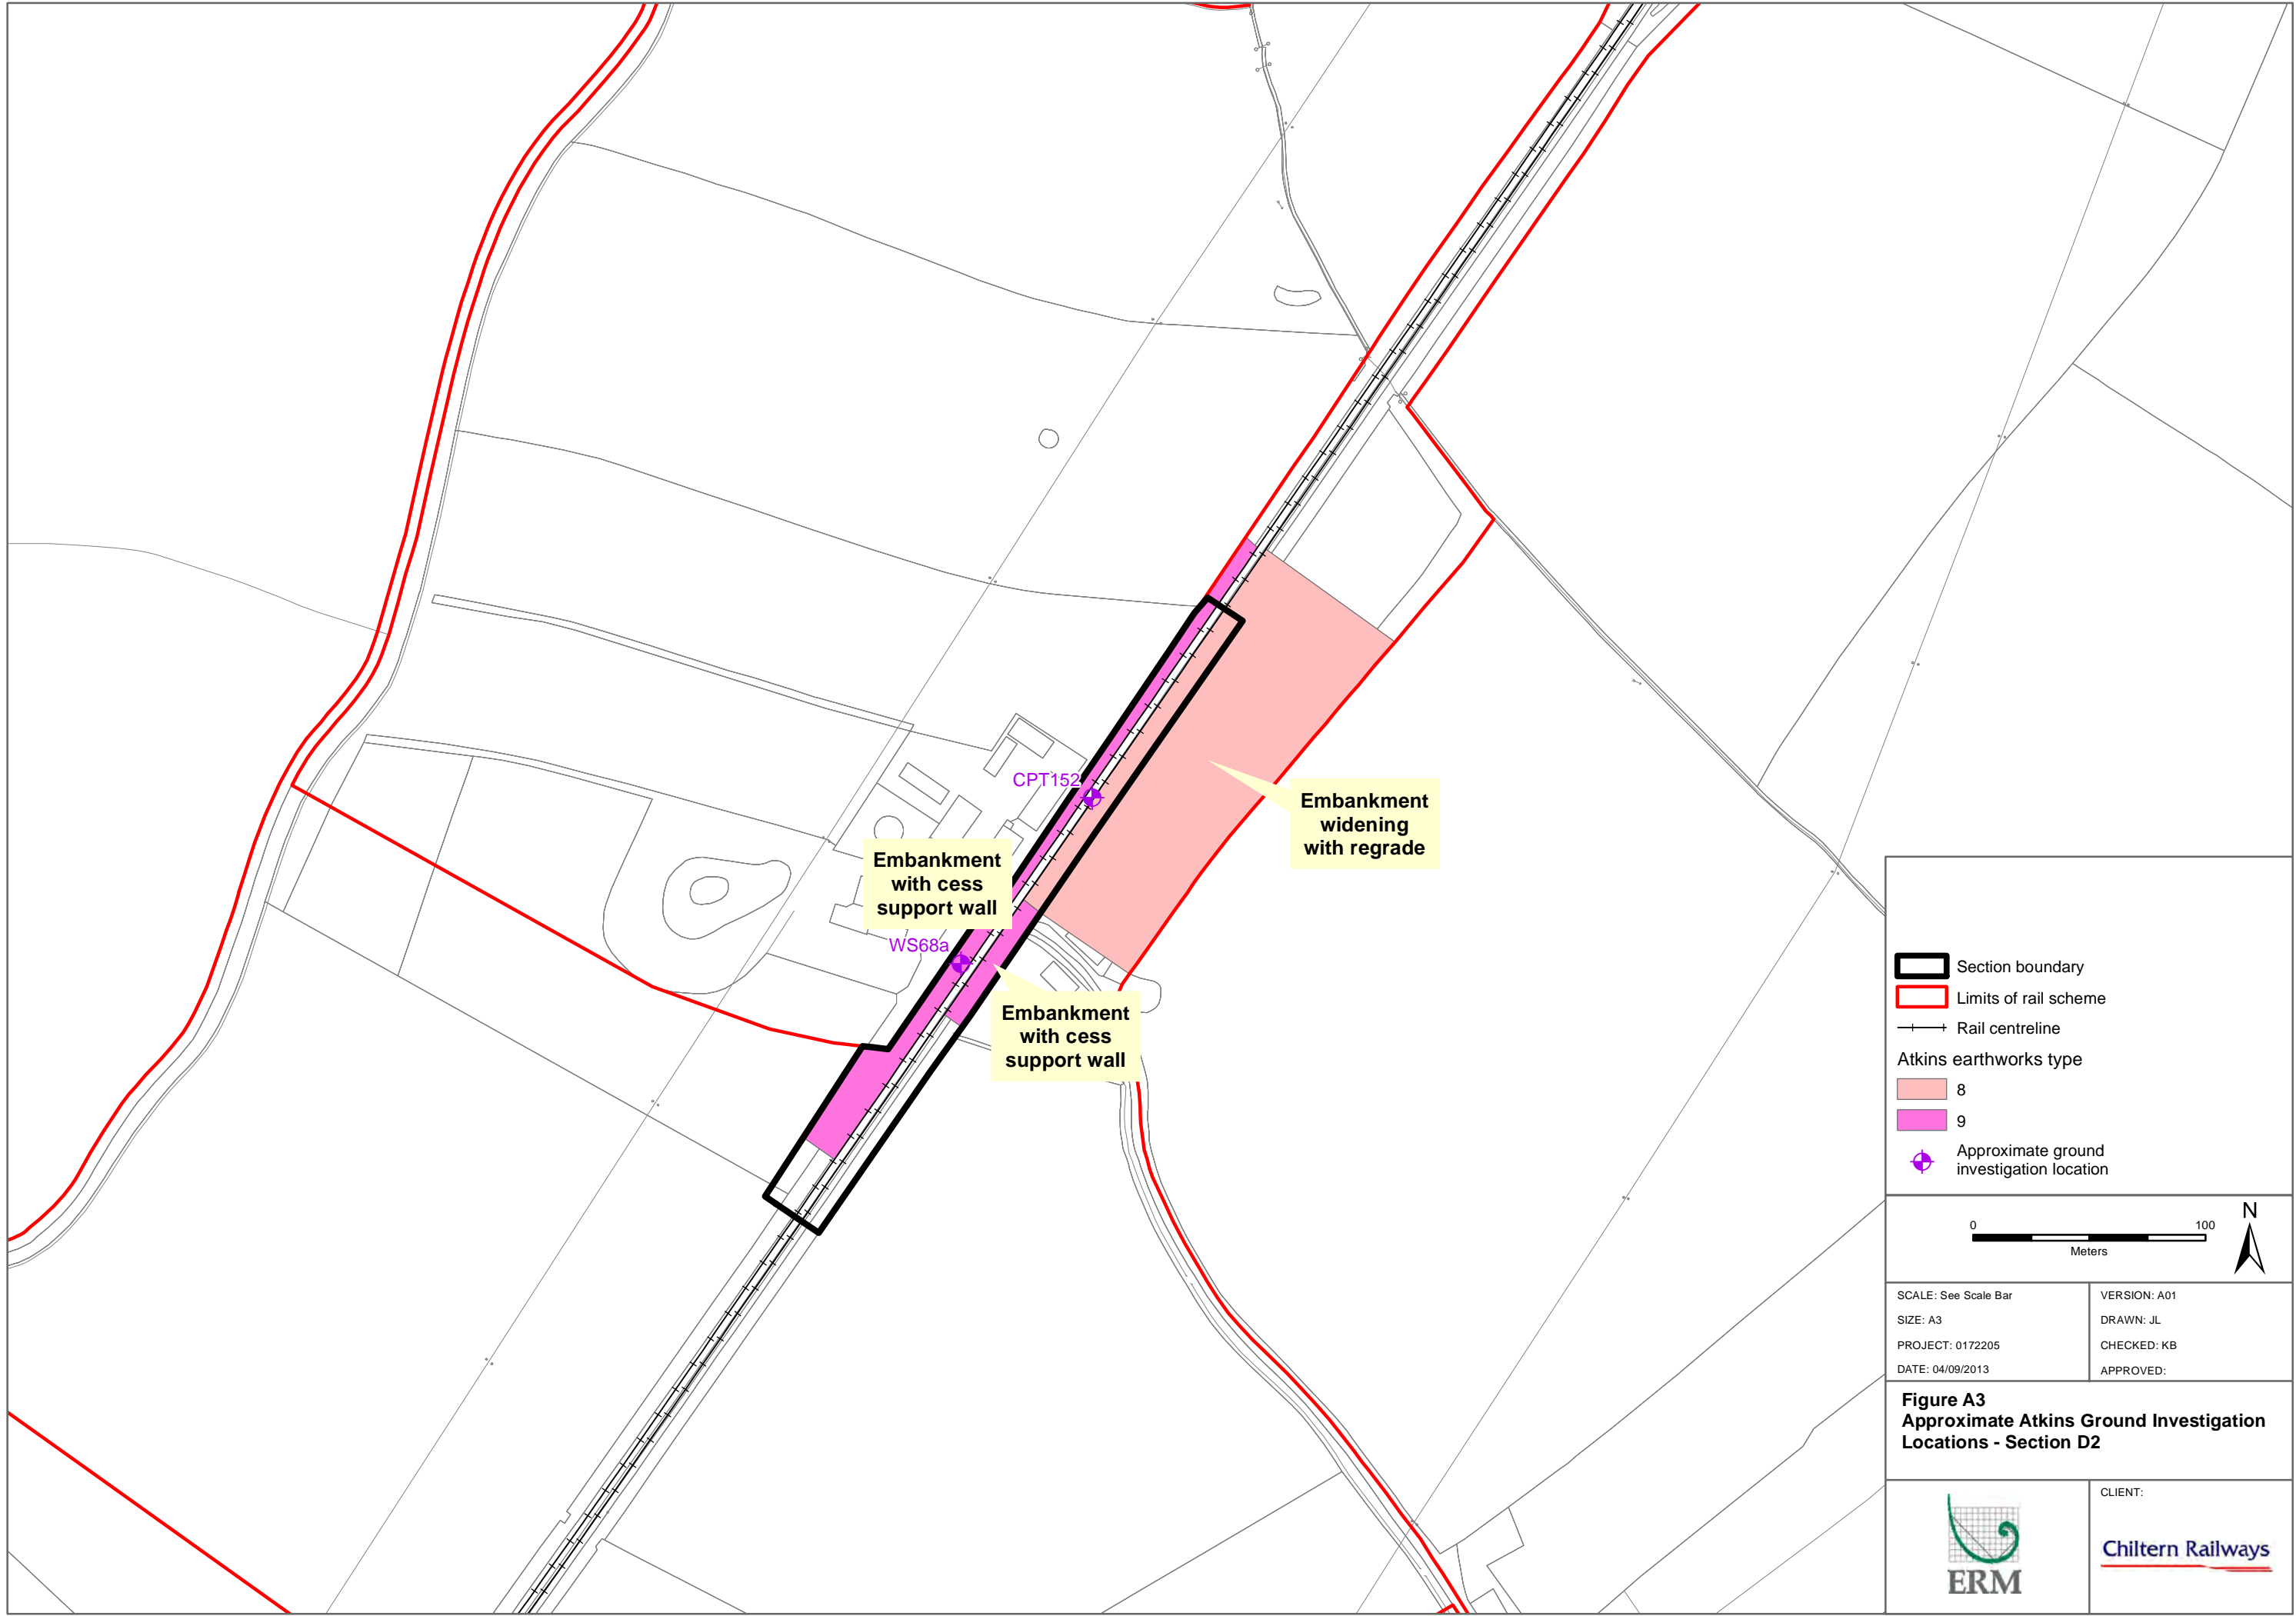 CPT152
Embankment
widening
with regrade
Embankment
with cess
support wall
WS68a
Embankment
with cess
support wall
Section boundary
Limits of rail scheme
Rail centreline
Atkins earthworks type
8
9
Approximate ground
investigation location
0 100
Meters
N
SCALE: See Scale Bar
SIZE: A3
PROJECT: 0172205
DATE: 04/09/2013
VERSION: A01
DRAWN: JL
CHECKED: KB
APPROVED:
Figure A3
Approximate Atkins Ground Investigation
Locations - Section D2
ERM
CLIENT:
Chiltern Railways